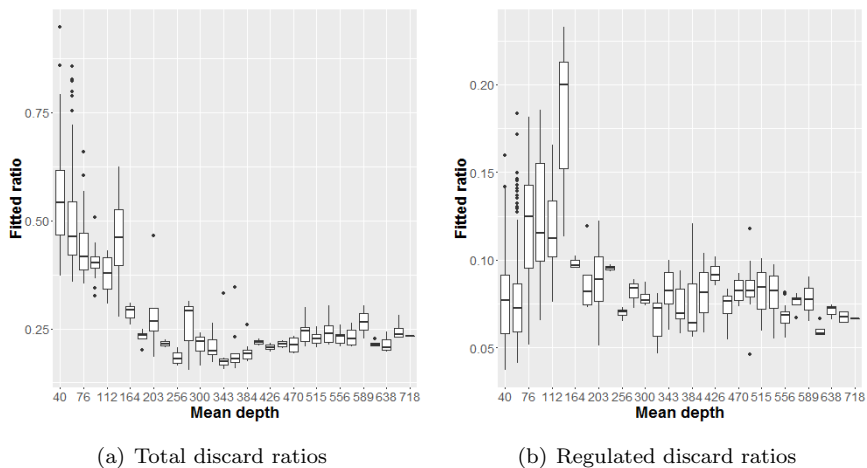 0.75
0.50
0.25
Fitted ratio
40 76 112 164 203 256 300 343 384 426 470 515 556 589 638 718
Mean depth
0.20
0.15
0.10
0.05
Fitted ratio
40 76 112 164 203 256 300 343 384 426 470 515 556 589 638 718
Mean depth
(a) Total discard ratios
(b) Regulated discard ratios